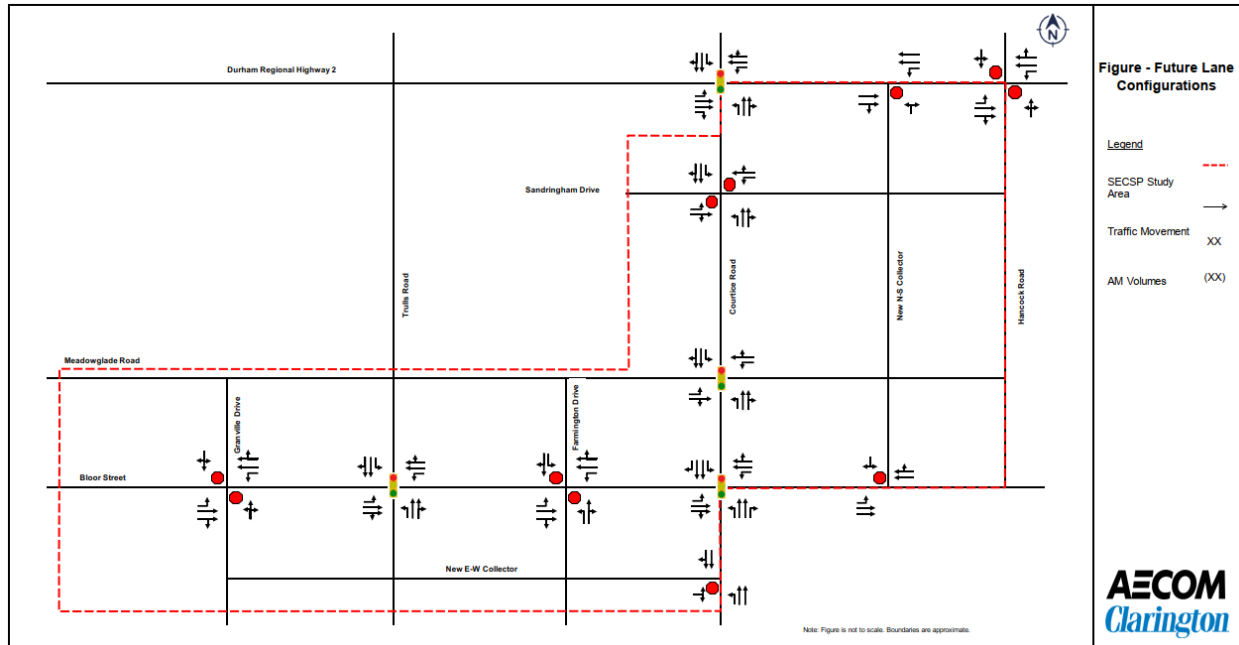 N
Durham Regional Highway 2
Figure - Future Lane
Configurations
Legend
SECSP Study
Area
Sandringham Drive
Traffic Movement
XX
AM Volumes
(XX)
Trulls Road
Courtice Road
New N-S Collector
Hancock Road
Meadowglade Road
Granville Drive
Farmington Drive
Bloor Street
New E-W Collector
Note: Figure is not to scale. Boundaries are approximate.
AECOM
Clarington